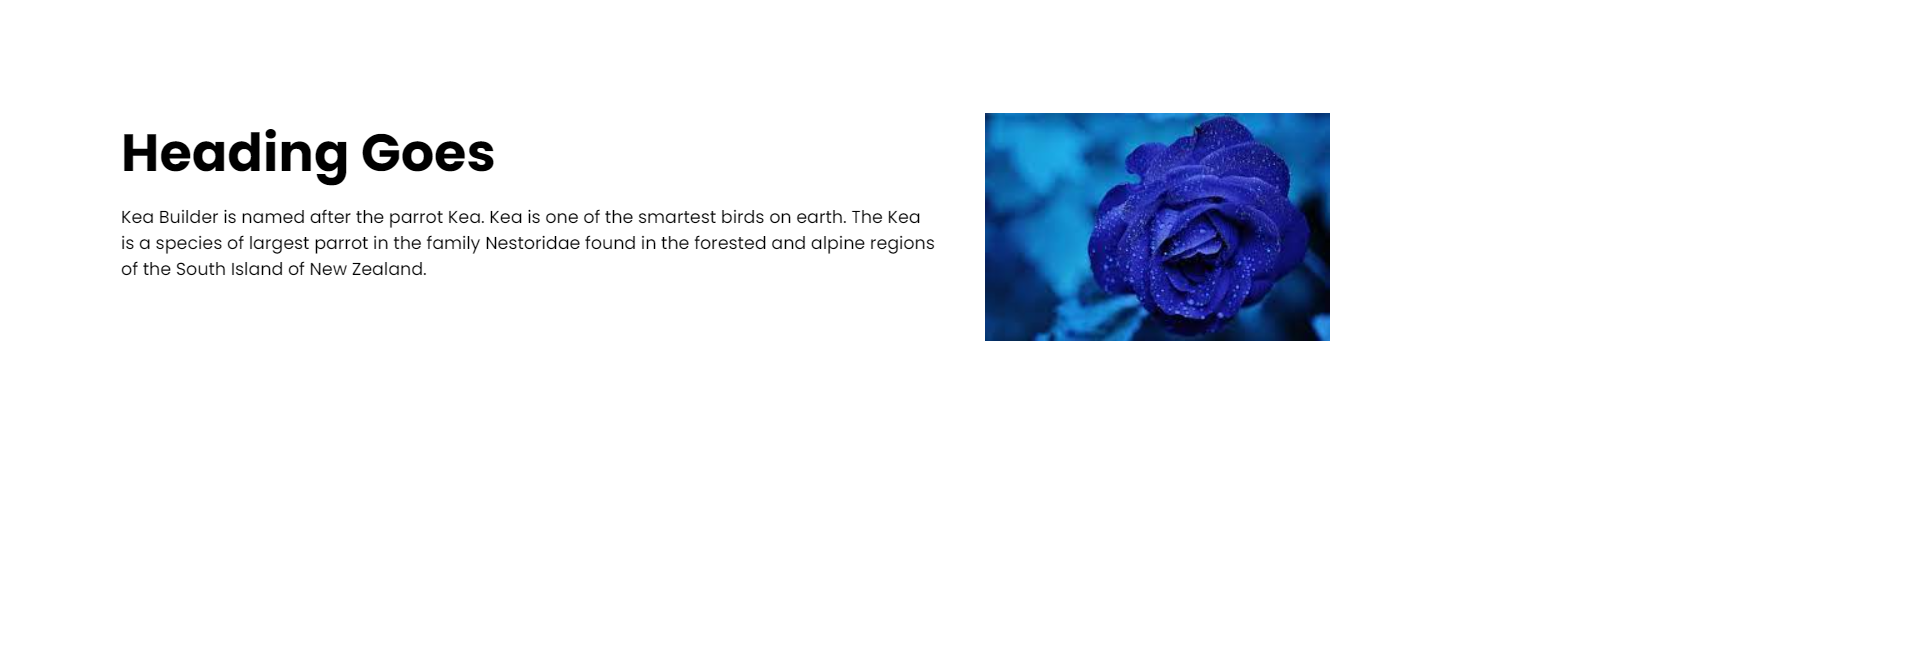 Heading Goes
Kea Builder is named after the parrot Kea. Kea is one of the smartest birds on earth. The Kea
is a species of largest parrot in the family Nestoridae found in the forested and alpine regions
of the South Island of New Zealand.